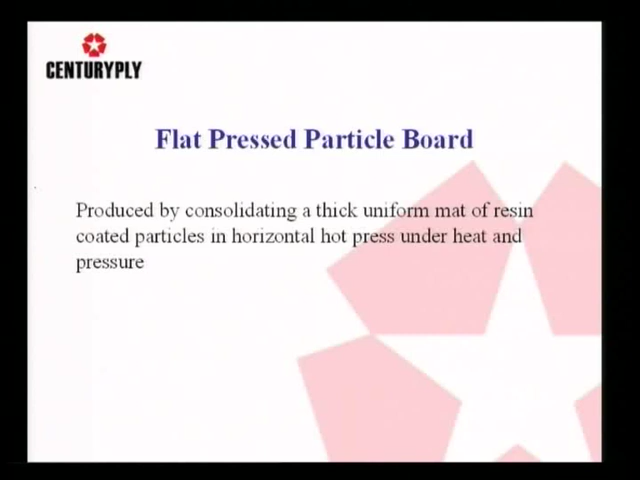 CENTURYPLY
Flat Pressed Particle Board
Produced by consolidating a thick uniform mat of resin
coated particles in horizontal hot press under heat and
pressure